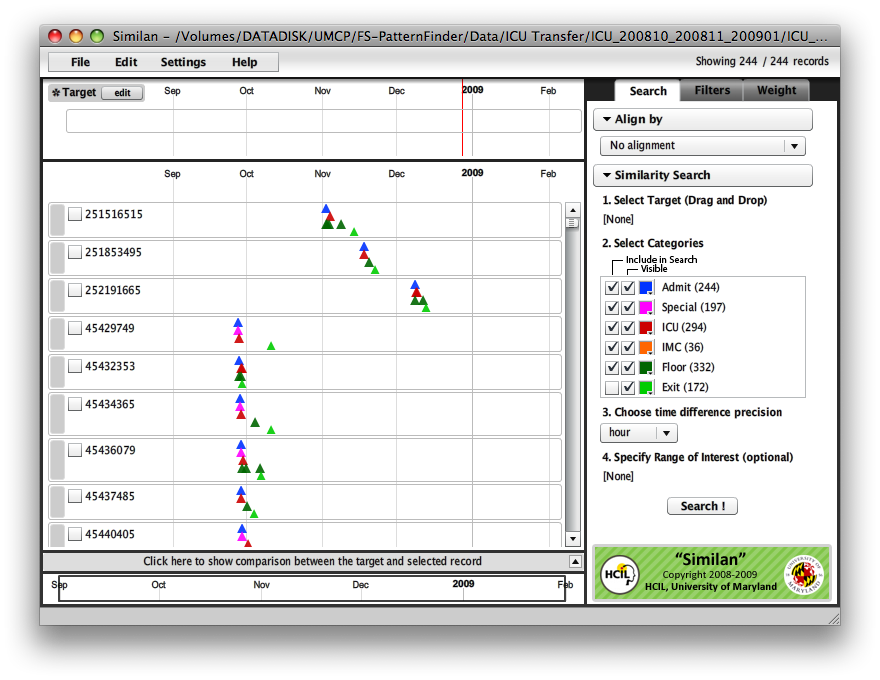 Similan – /Volumes/DATADISK/UMCP/FS-PatternFinder/Data/ICU Transfer/ICU_200810_200811_200901/ICU_...
File Edit Settings Help
Showing 244 / 244 records
* Target edit
Sep Oct Nov Dec 2009 Feb
Sep Oct Nov Dec 2009 Feb
251516515
251853495
252191665
45429749
45432353
45434365
45436079
45437485
45440405
Click here to show comparison between the target and selected record
Sep Oct Nov Dec 2009 Feb
Search Filters Weight
Align by
No alignment
Similarity Search
1. Select Target (Drag and Drop)
[None]
2. Select Categories
Include in Search
Visible
Admit (244)
Special (197)
ICU (294)
IMC (36)
Floor (332)
Exit (172)
3. Choose time difference precision
hour
4. Specify Range of Interest (optional)
[None]
Search !
HCIL
“Similan”
Copyright 2008-2009
HCIL, University of Maryland
UNIVERSITY OF
MARYLAND